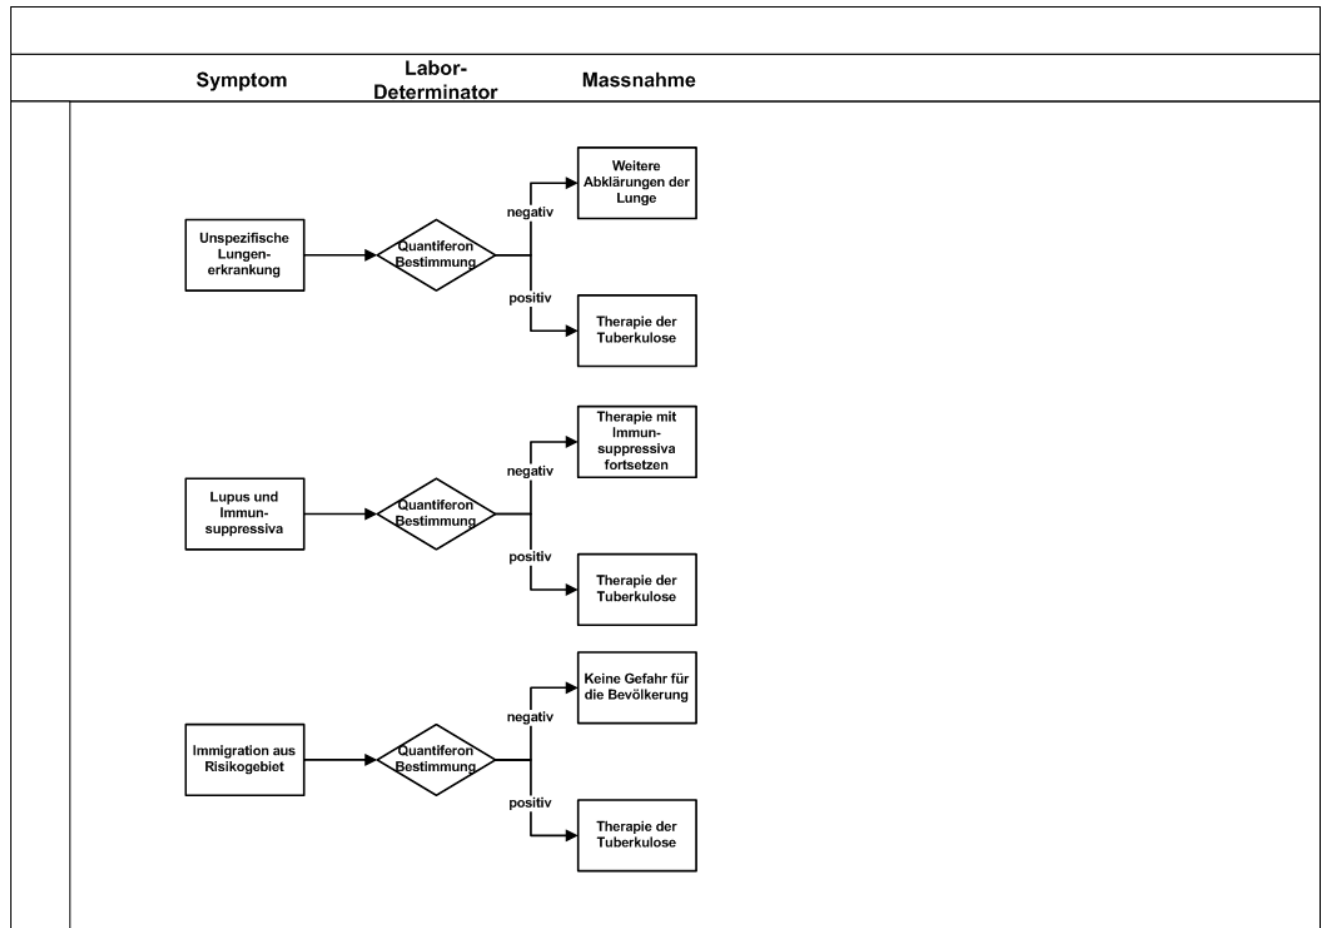 Symptom
Labor-
Determinator
Massnahme
Unspezifische
Lungen-
erkrankung
Quantiferon
Bestimmung
negativ
Weitere
Abklärungen der
Lunge
positiv
Therapie der
Tuberkulose
Lupus und
Immun-
suppressiva
Quantiferon
Bestimmung
negativ
Therapie mit
Immun-
suppressiva
fortsetzen
positiv
Therapie der
Tuberkulose
Immigration aus
Risikogebiet
Quantiferon
Bestimmung
negativ
Keine Gefahr für
die Bevölkerung
positiv
Therapie der
Tuberkulose